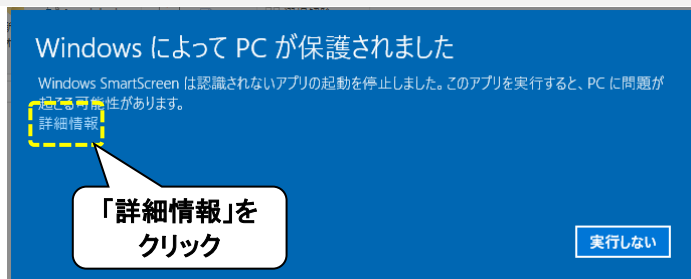 Windows によって PC が保護されました
Windows SmartScreen は認識されないアプリの起動を停止しました。このアプリを実行すると、PC に問題が
起こる可能性があります。
詳細情報
「詳細情報」を
クリック
実行しない